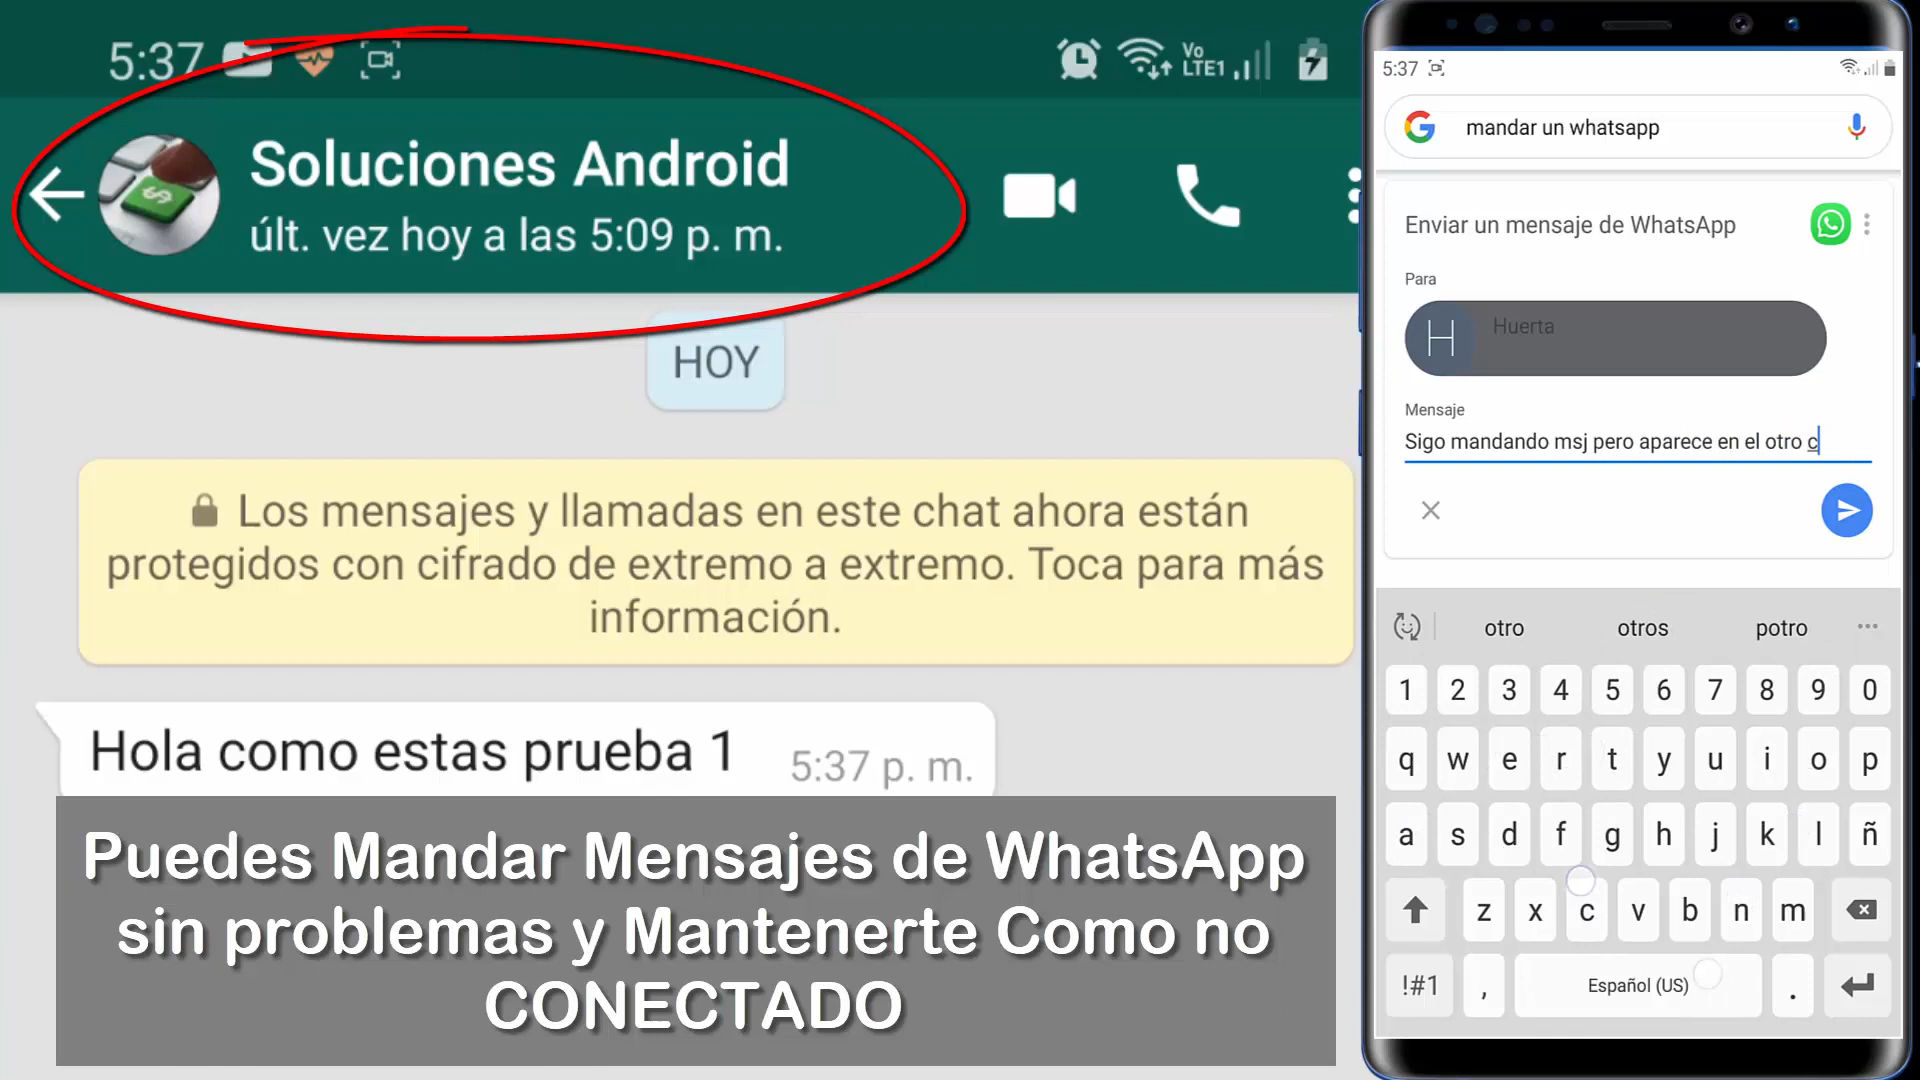 5:37
Vo
LTE1
Soluciones Android
últ. vez hoy a las 5:09 p. m.
HOY
Los mensajes y llamadas en este chat ahora están
protegidos con cifrado de extremo a extremo. Toca para más
información.
Hola como estas prueba 1 5:37 p. m.
Puedes Mandar Mensajes de WhatsApp
sin problemas y Mantenerte Como no
CONECTADO
5:37
mandar un whatsapp
Enviar un mensaje de WhatsApp
Para
H Huerta
Mensaje
Sigo mandando msj pero aparece en el otro c
otro otros potro
1 2 3 4 5 6 7 8 9 0
q w e r t y u i o p
a s d f g h j k l ñ
z x c v b n m
!#1 , Español (US) .